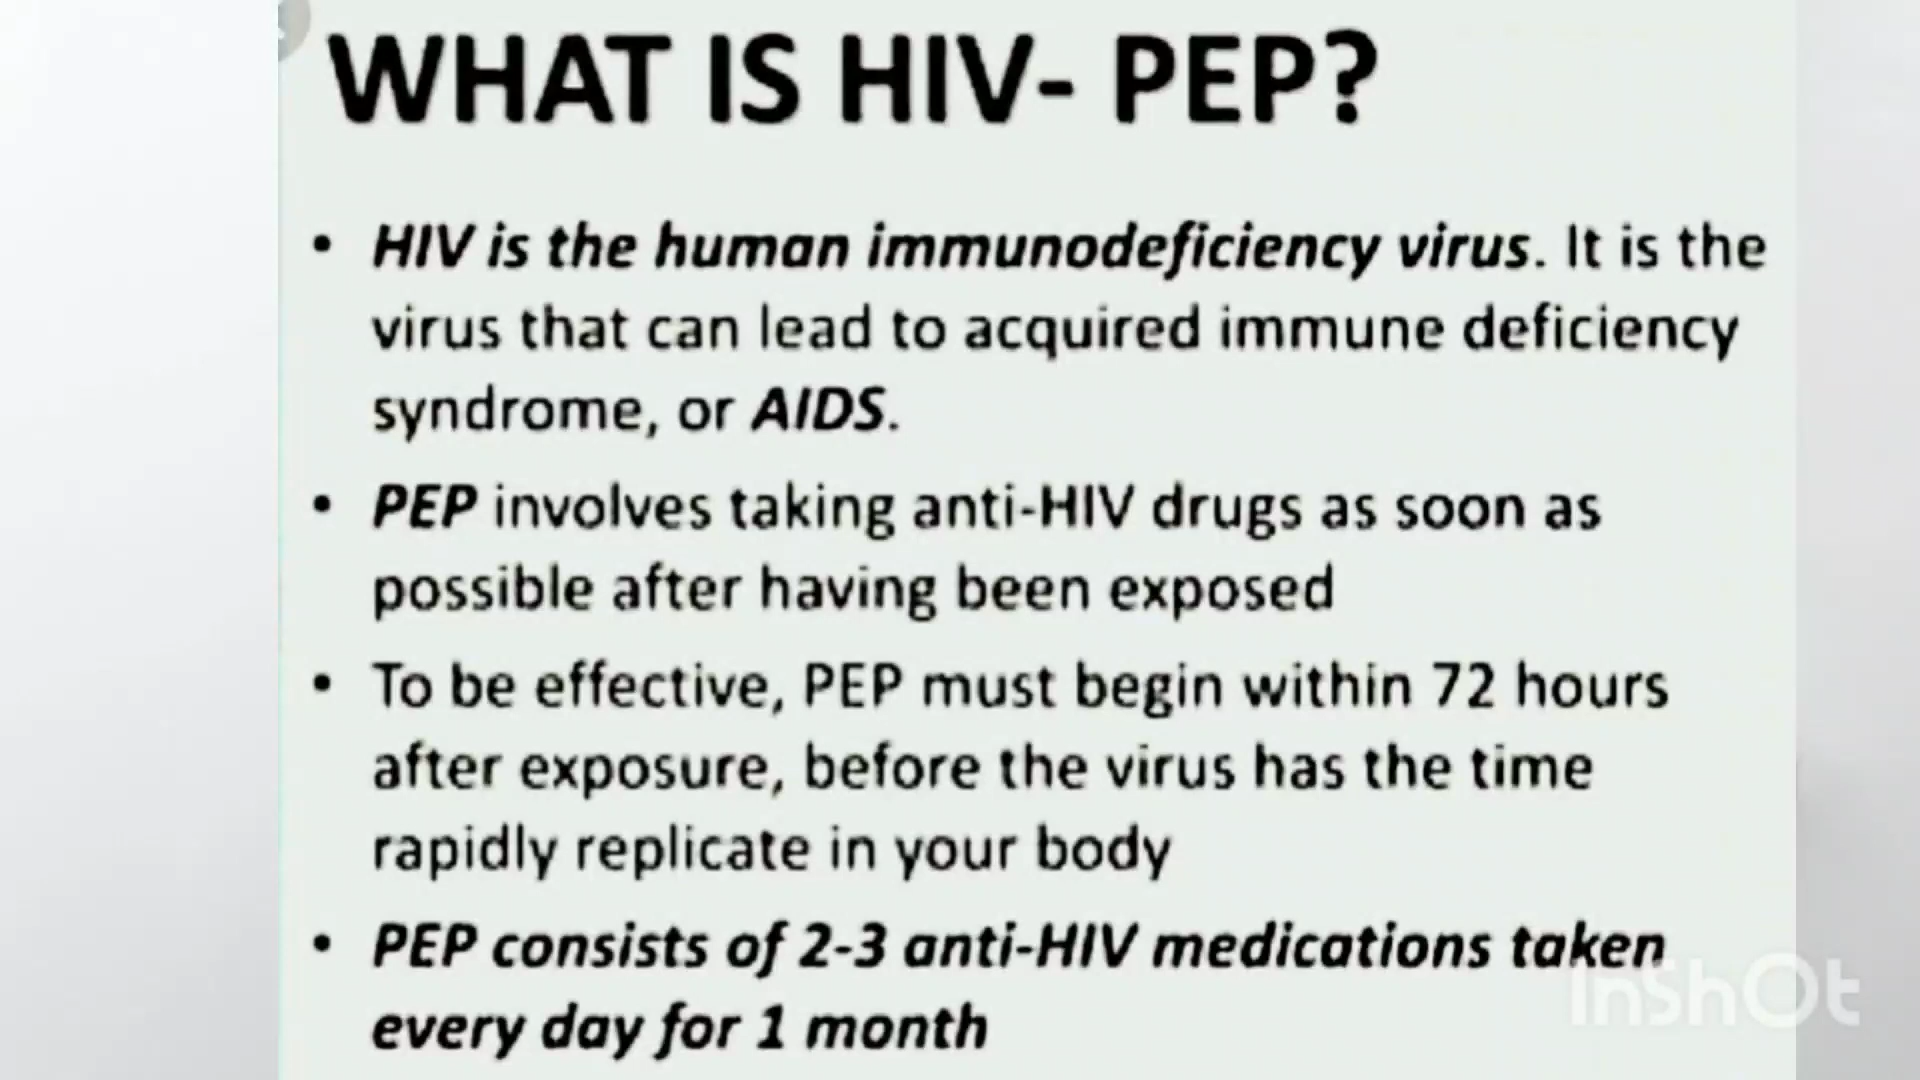 WHAT IS HIV- PEP?
• HIV is the human immunodeficiency virus. It is the
virus that can lead to acquired immune deficiency
syndrome, or AIDS.
• PEP involves taking anti-HIV drugs as soon as
possible after having been exposed
• To be effective, PEP must begin within 72 hours
after exposure, before the virus has the time
rapidly replicate in your body
• PEP consists of 2-3 anti-HIV medications taken
every day for 1 month
InShOt